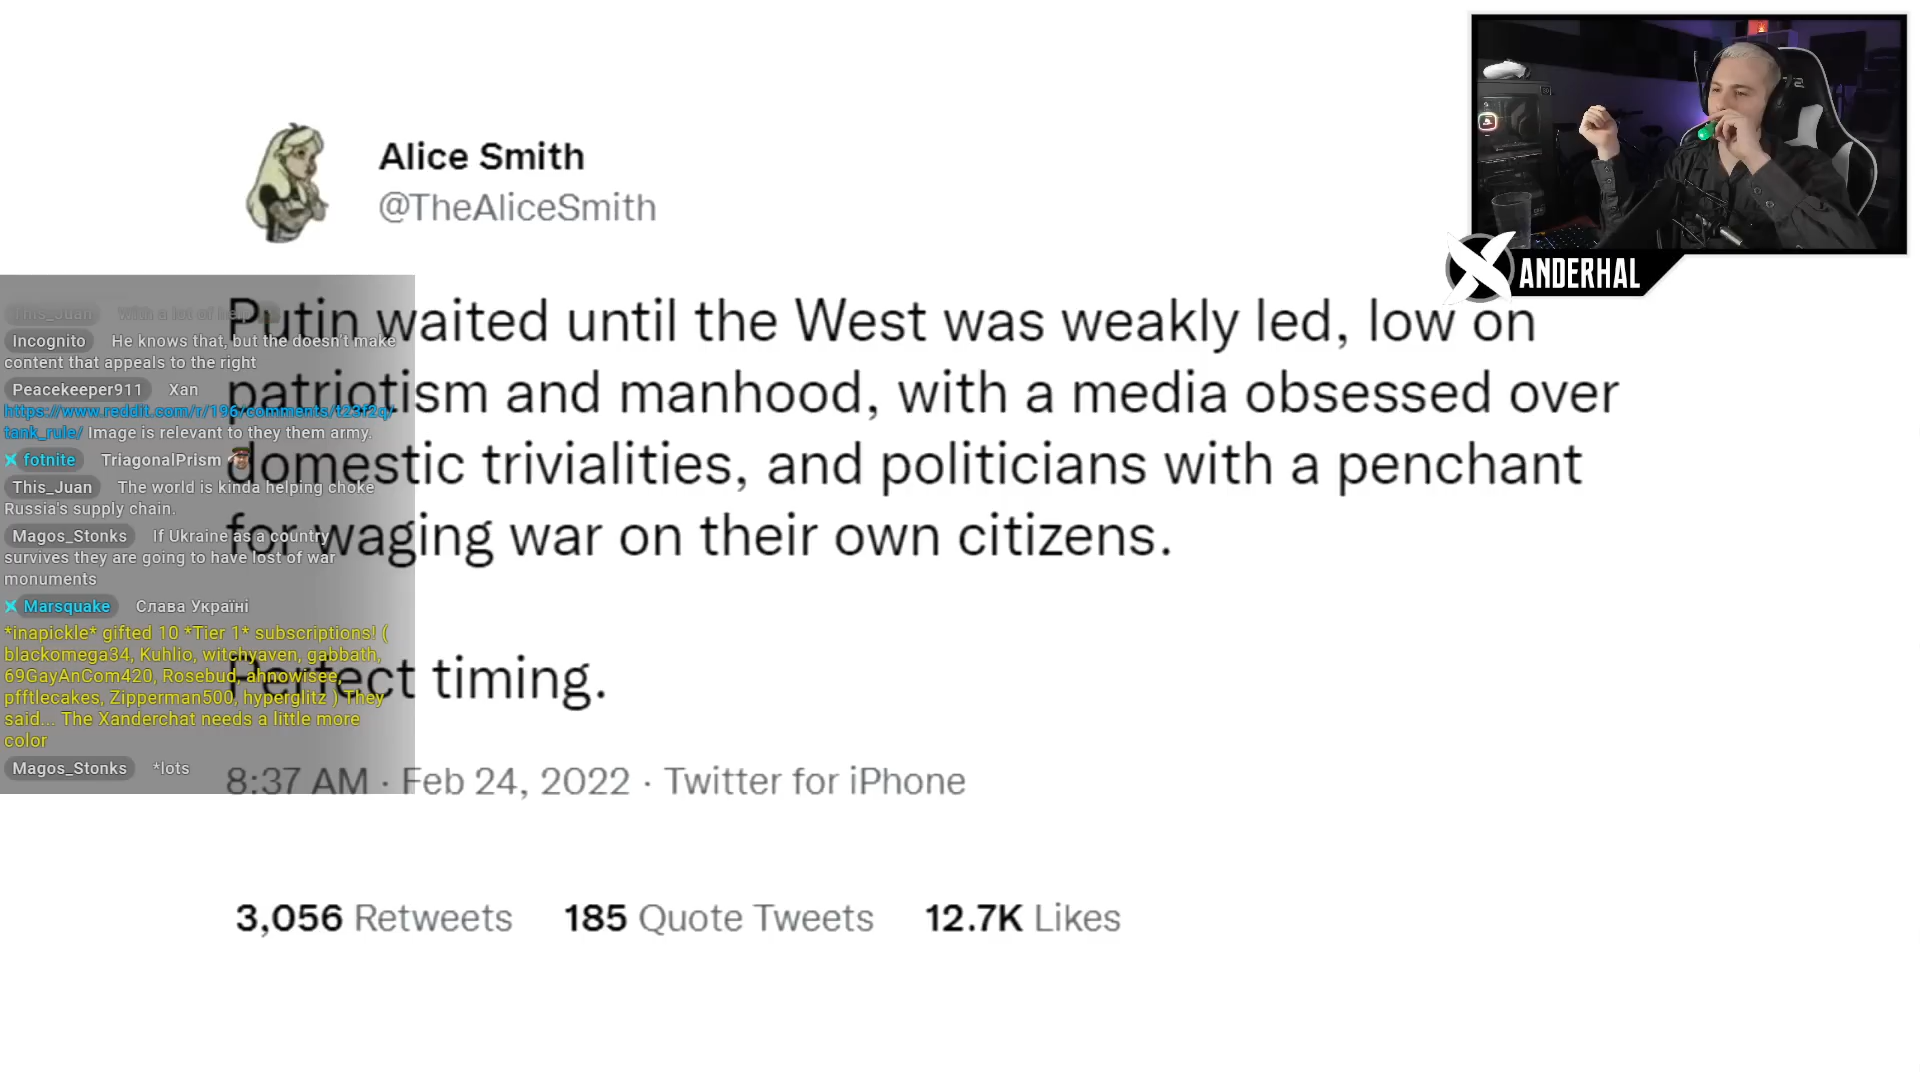 Alice Smith
@TheAliceSmith
ANDERHAL
Putin waited until the West was weakly led, low on
patriotism and manhood, with a media obsessed over
domestic trivialities, and politicians with a penchant
for waging war on their own citizens.
Perfect timing.
8:37 AM · Feb 24, 2022 · Twitter for iPhone
3,056 Retweets 185 Quote Tweets 12.7K Likes
This_Juan With a lot of
Incognito He knows that, but the doesn't make
content that appeals to the right
Peacekeeper911 Xan
https://www.reddit.com/r/196/comments/t23f2q/
tank_rule/ Image is relevant to they them army.
fotnite TriagonalPrism
This_Juan The world is kinda helping choke
Russia's supply chain.
Magos_Stonks If Ukraine as a country
survives they are going to have lost of war
monuments
Marsquake Слава Україні
*inapickle* gifted 10 *Tier 1* subscriptions! (
blackomega34, Kuhlio, witchyaven, gabbath,
69GayAnCom420, Rosebud, ahnowisee,
pfftlecakes, Zipperman500, hyperglitz ) They
said... The Xanderchat needs a little more
color
Magos_Stonks *lots